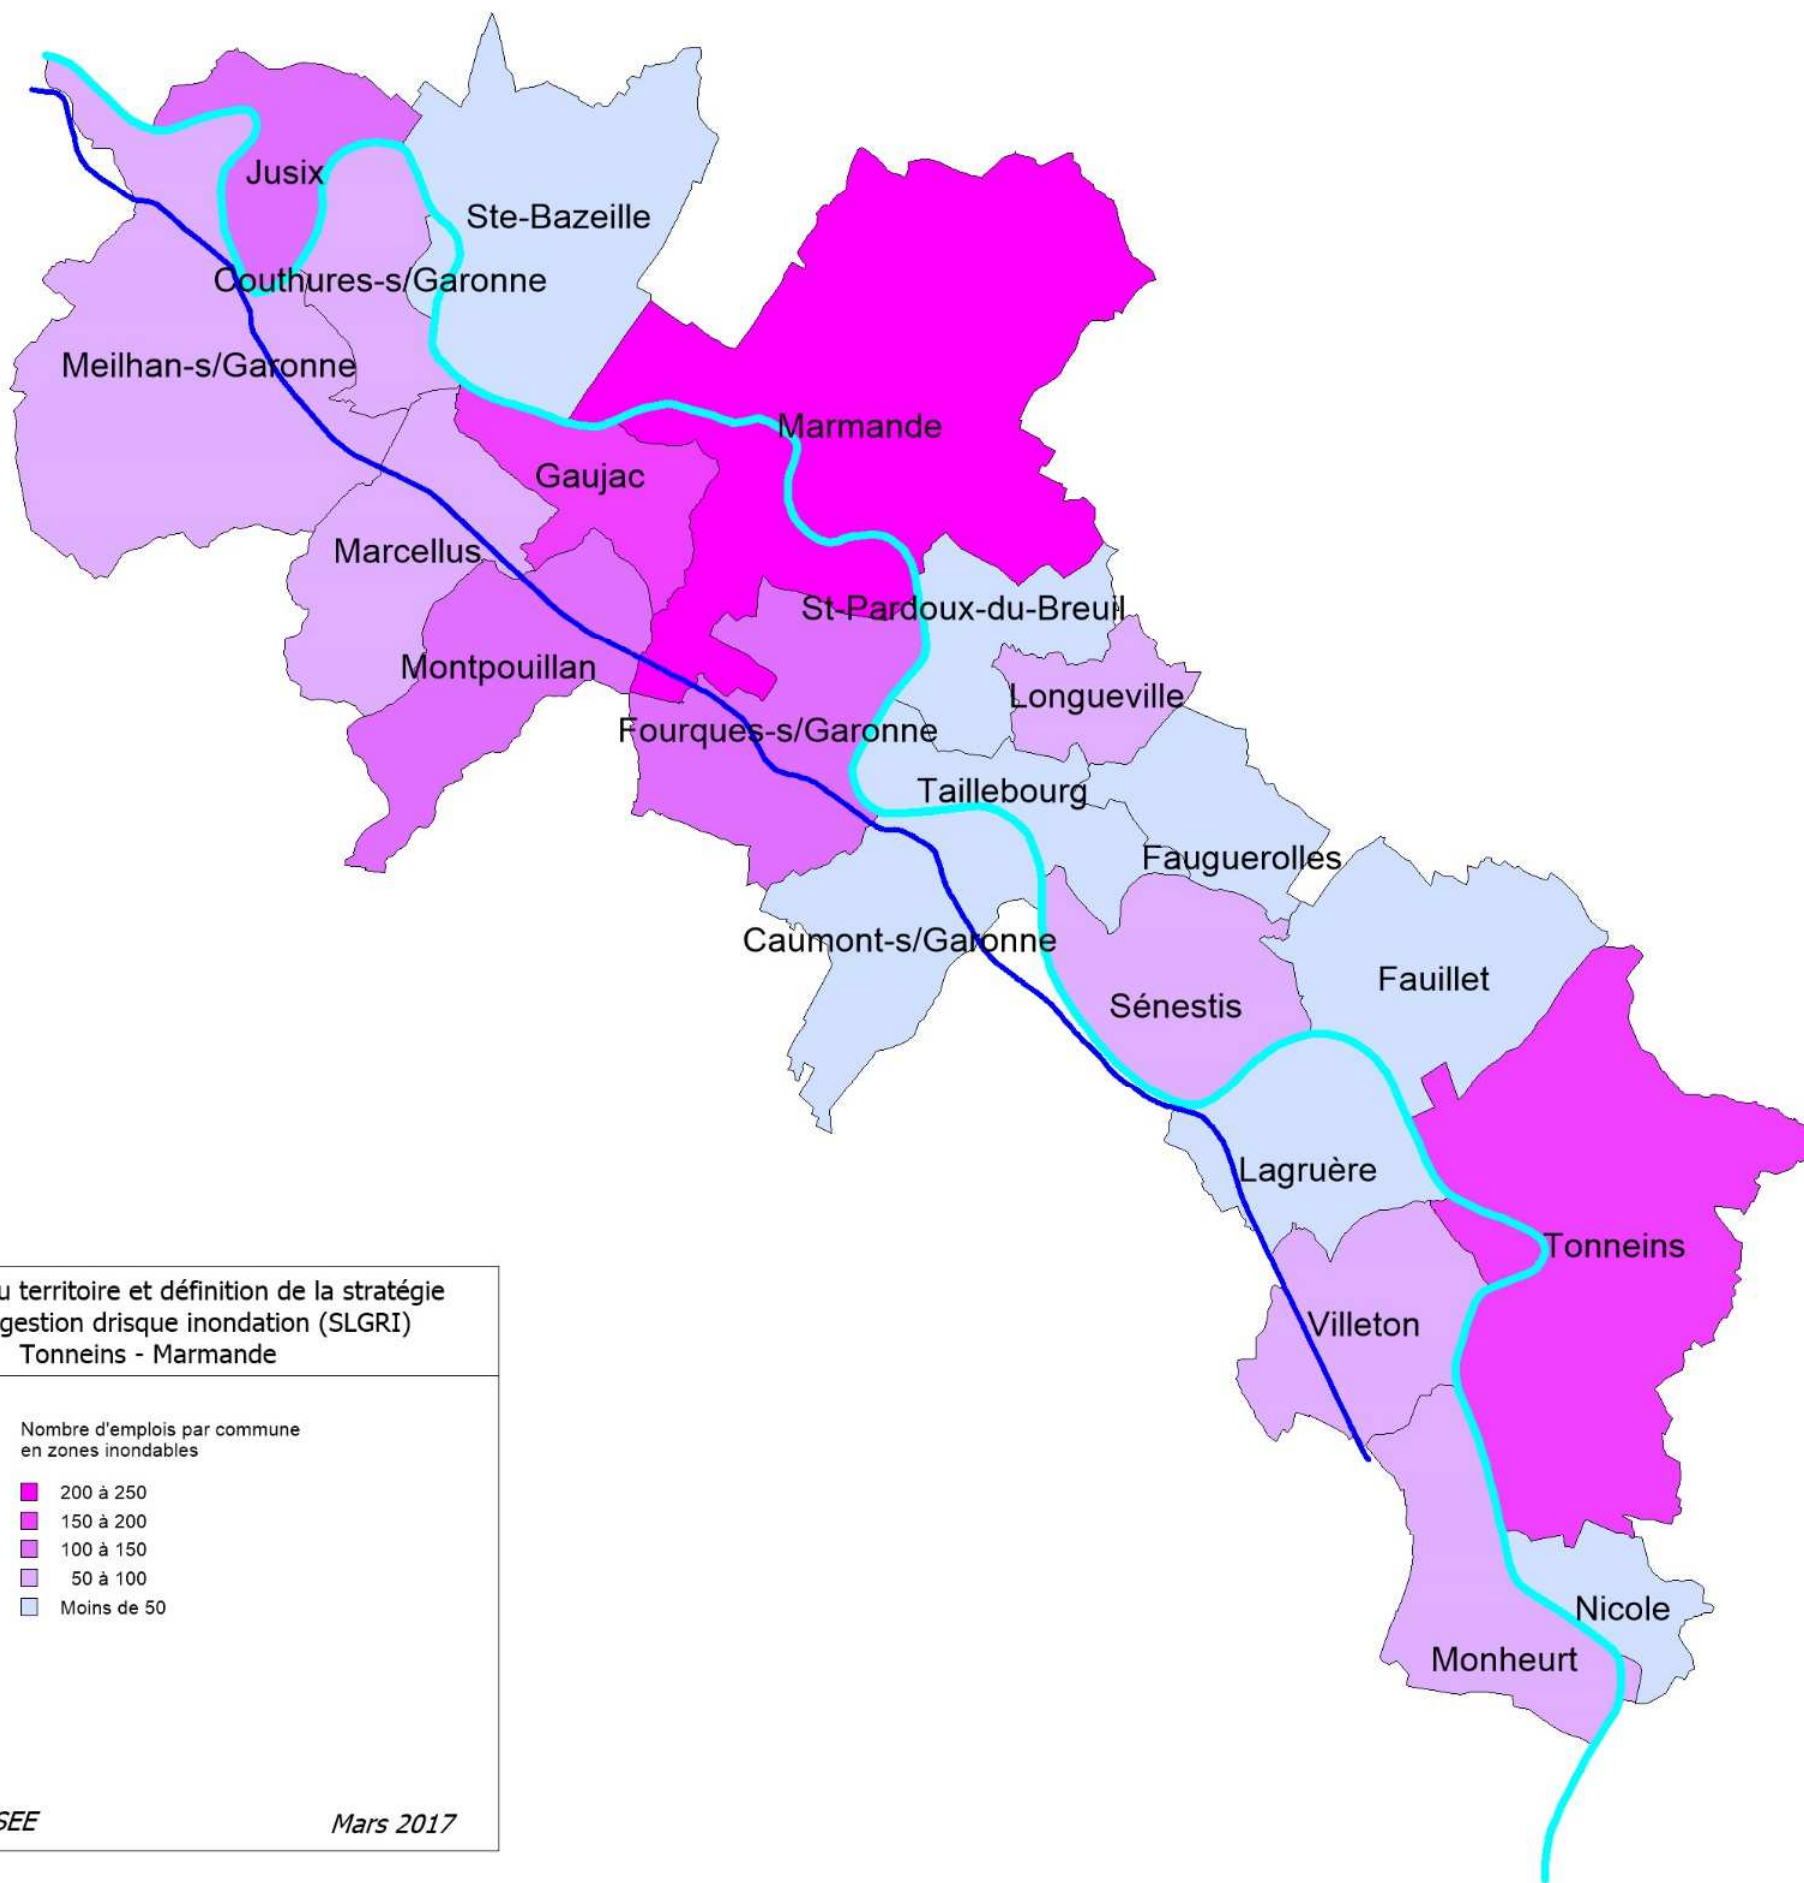 Jusix
Ste-Bazeille
Couthures-s/Garonne
Meilhan-s/Garonne
Marmande
Gaujac
Marcellus
St-Pardoux-du-Breuil
Montpouillan
Longueville
Fourques-s/Garonne
Taillebourg
Fauguerolles
Caumont-s/Garonne
Fauillet
Sénestis
Lagruère
Tonneins
Villeton
Nicole
Monheurt
u territoire et définition de la stratégie
gestion drisque inondation (SLGRI)
Tonneins - Marmande
Nombre d'emplois par commune
en zones inondables
200 à 250
150 à 200
100 à 150
50 à 100
Moins de 50
SEE
Mars 2017